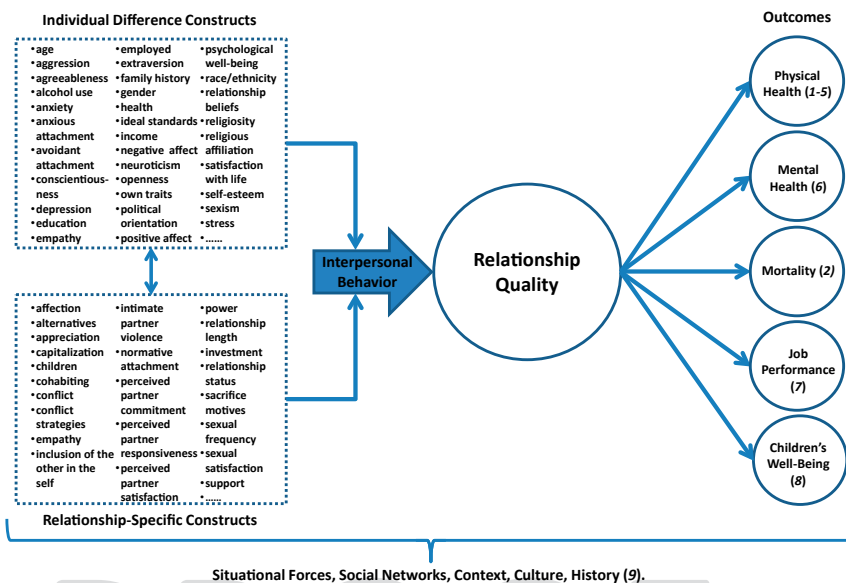 Individual Difference Constructs
•age
•aggression
•agreeableness
•alcohol use
•anxiety
•anxious
attachment
•avoidant
attachment
•conscientious-
ness
•depression
•education
•empathy
•employed
•extraversion
•family history
•gender
•health
•ideal standards
•income
•negative affect
•neuroticism
•openness
•own traits
•political
orientation
•positive affect
•psychological
well-being
•race/ethnicity
•relationship
beliefs
•religiosity
•religious
affiliation
•satisfaction
with life
•self-esteem
•sexism
•stress
•......
•affection
•alternatives
•appreciation
•capitalization
•children
•cohabiting
•conflict
•conflict
strategies
•empathy
•inclusion of the
other in the
self
•intimate
partner
violence
•normative
attachment
•perceived
partner
commitment
•perceived
partner
responsiveness
•perceived
partner
satisfaction
•power
•relationship
length
•investment
•relationship
status
•sacrifice
motives
•sexual
frequency
•sexual
satisfaction
•support
•......
Relationship-Specific Constructs
Interpersonal
Behavior
Relationship
Quality
Outcomes
Physical
Health (1-5)
Mental
Health (6)
Mortality (2)
Job
Performance
(7)
Children's
Well-Being
(8)
Situational Forces, Social Networks, Context, Culture, History (9).